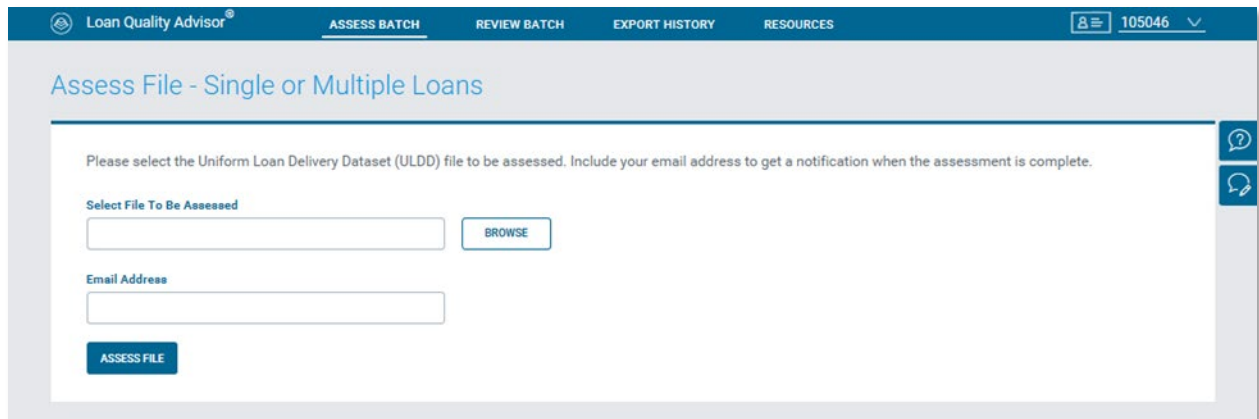 Loan Quality Advisor® ASSESS BATCH REVIEW BATCH EXPORT HISTORY RESOURCES 105046
Assess File - Single or Multiple Loans
Please select the Uniform Loan Delivery Dataset (ULDD) file to be assessed. Include your email address to get a notification when the assessment is complete.
Select File To Be Assessed
BROWSE
Email Address
ASSESS FILE